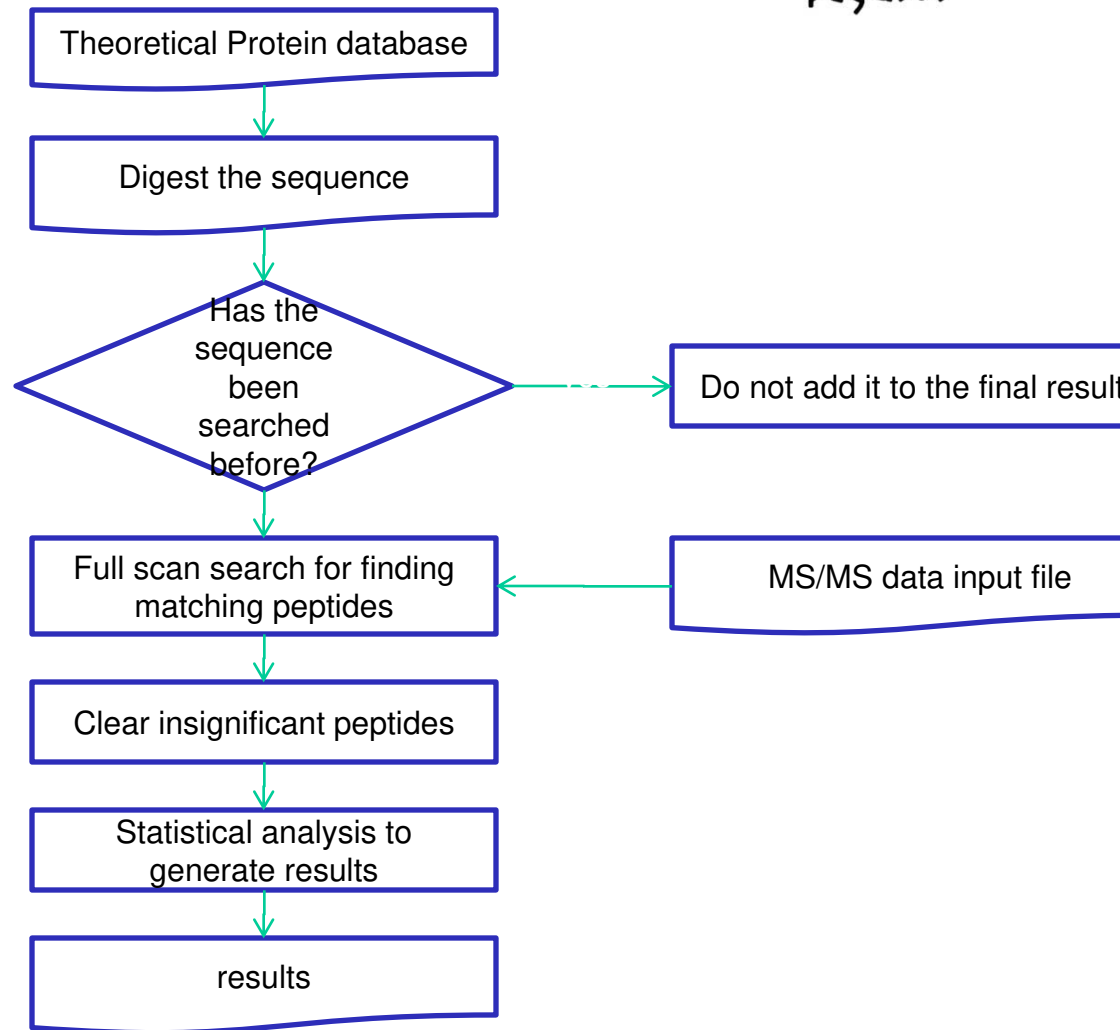 Theoretical Protein database
Digest the sequence
Has the
sequence
been
searched
before?
Do not add it to the final result
Full scan search for finding
matching peptides
MS/MS data input file
Clear insignificant peptides
Statistical analysis to
generate results
results